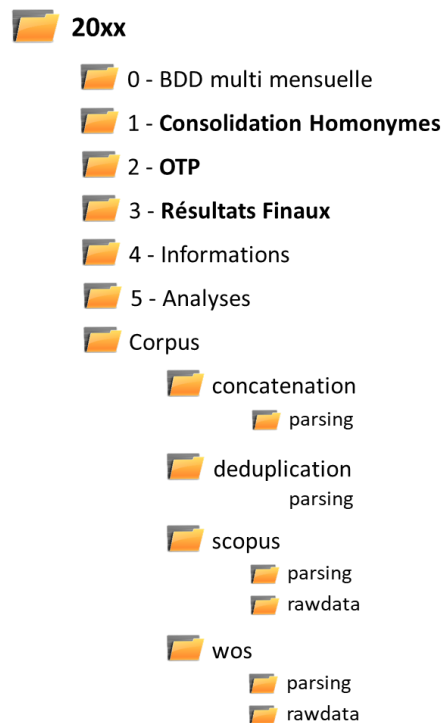 20xx
0 - BDD multi mensuelle
1 - Consolidation Homonymes
2 - OTP
3 - Résultats Finaux
4 - Informations
5 - Analyses
Corpus
concatenation
parsing
deduplication
parsing
scopus
parsing
rawdata
wos
parsing
rawdata